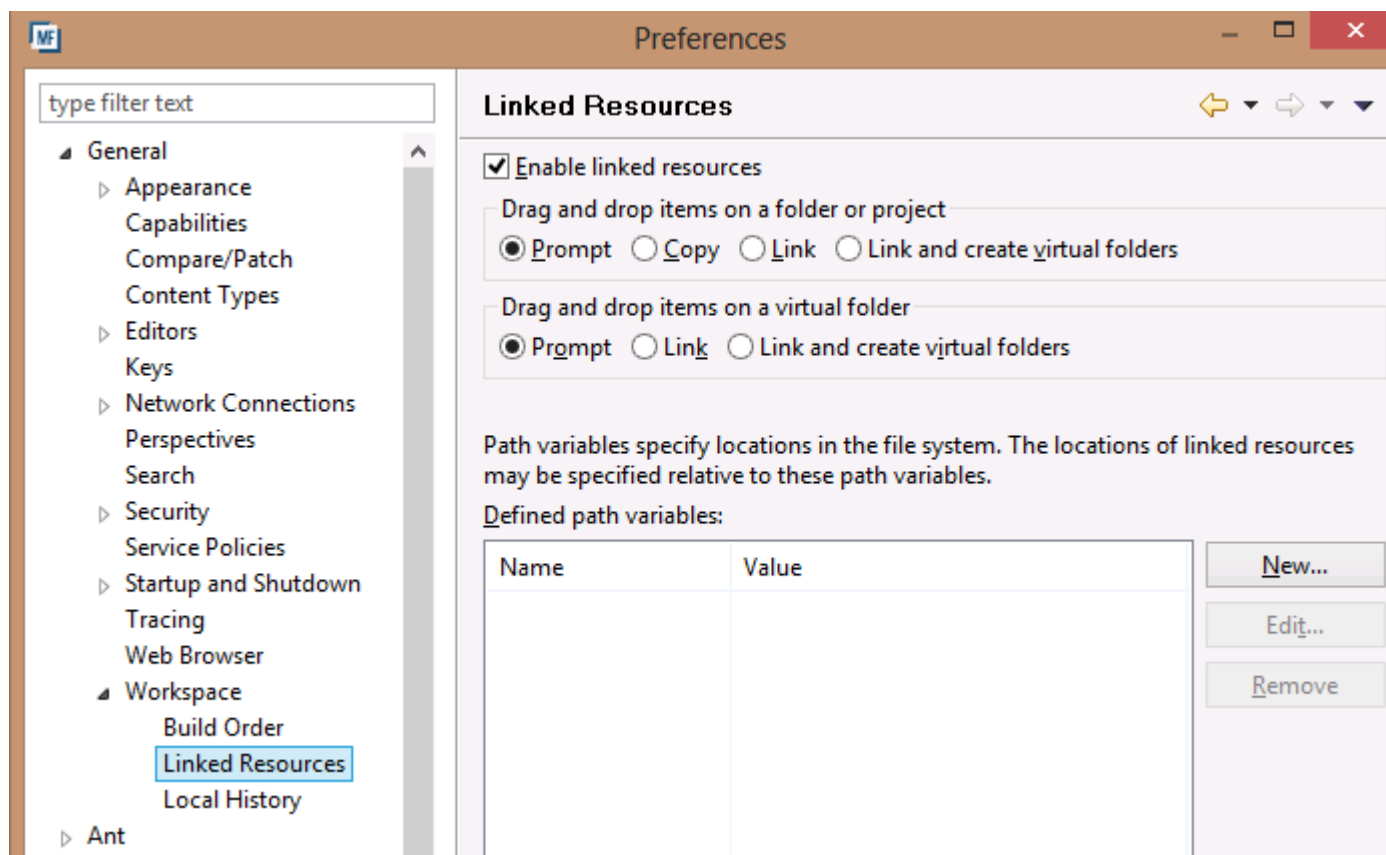 MF
Preferences
type filter text
General
Appearance
Capabilities
Compare/Patch
Content Types
Editors
Keys
Network Connections
Perspectives
Search
Security
Service Policies
Startup and Shutdown
Tracing
Web Browser
Workspace
Build Order
Linked Resources
Local History
Ant
Linked Resources
Enable linked resources
Drag and drop items on a folder or project
Prompt Copy Link Link and create virtual folders
Drag and drop items on a virtual folder
Prompt Link Link and create virtual folders
Path variables specify locations in the file system. The locations of linked resources
may be specified relative to these path variables.
Defined path variables:
Name Value
New...
Edit...
Remove